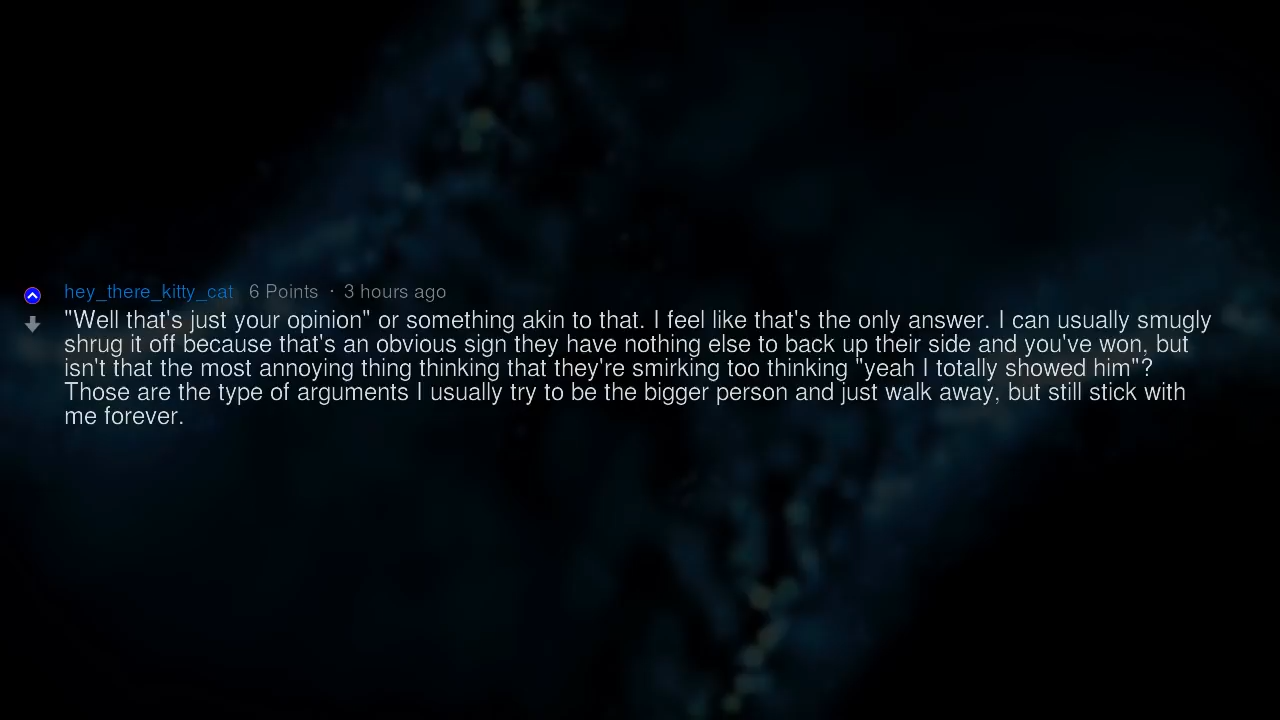 hey_there_kitty_cat 6 Points · 3 hours ago
"Well that's just your opinion" or something akin to that. I feel like that's the only answer. I can usually smugly
shrug it off because that's an obvious sign they have nothing else to back up their side and you've won, but
isn't that the most annoying thing thinking that they're smirking too thinking "yeah I totally showed him"?
Those are the type of arguments I usually try to be the bigger person and just walk away, but still stick with
me forever.